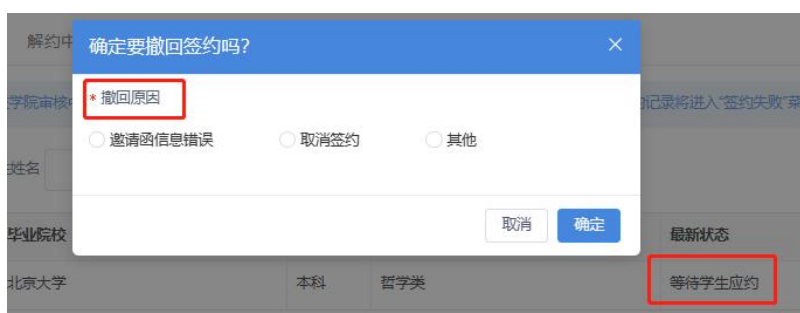 解约中
确定要撤回签约吗?
×
学院审核
* 撤回原因
记录将进入“签约失败”菜
邀请函信息错误
取消签约
其他
姓名
取消
确定
毕业院校
最新状态
北京大学
本科
哲学类
等待学生应约